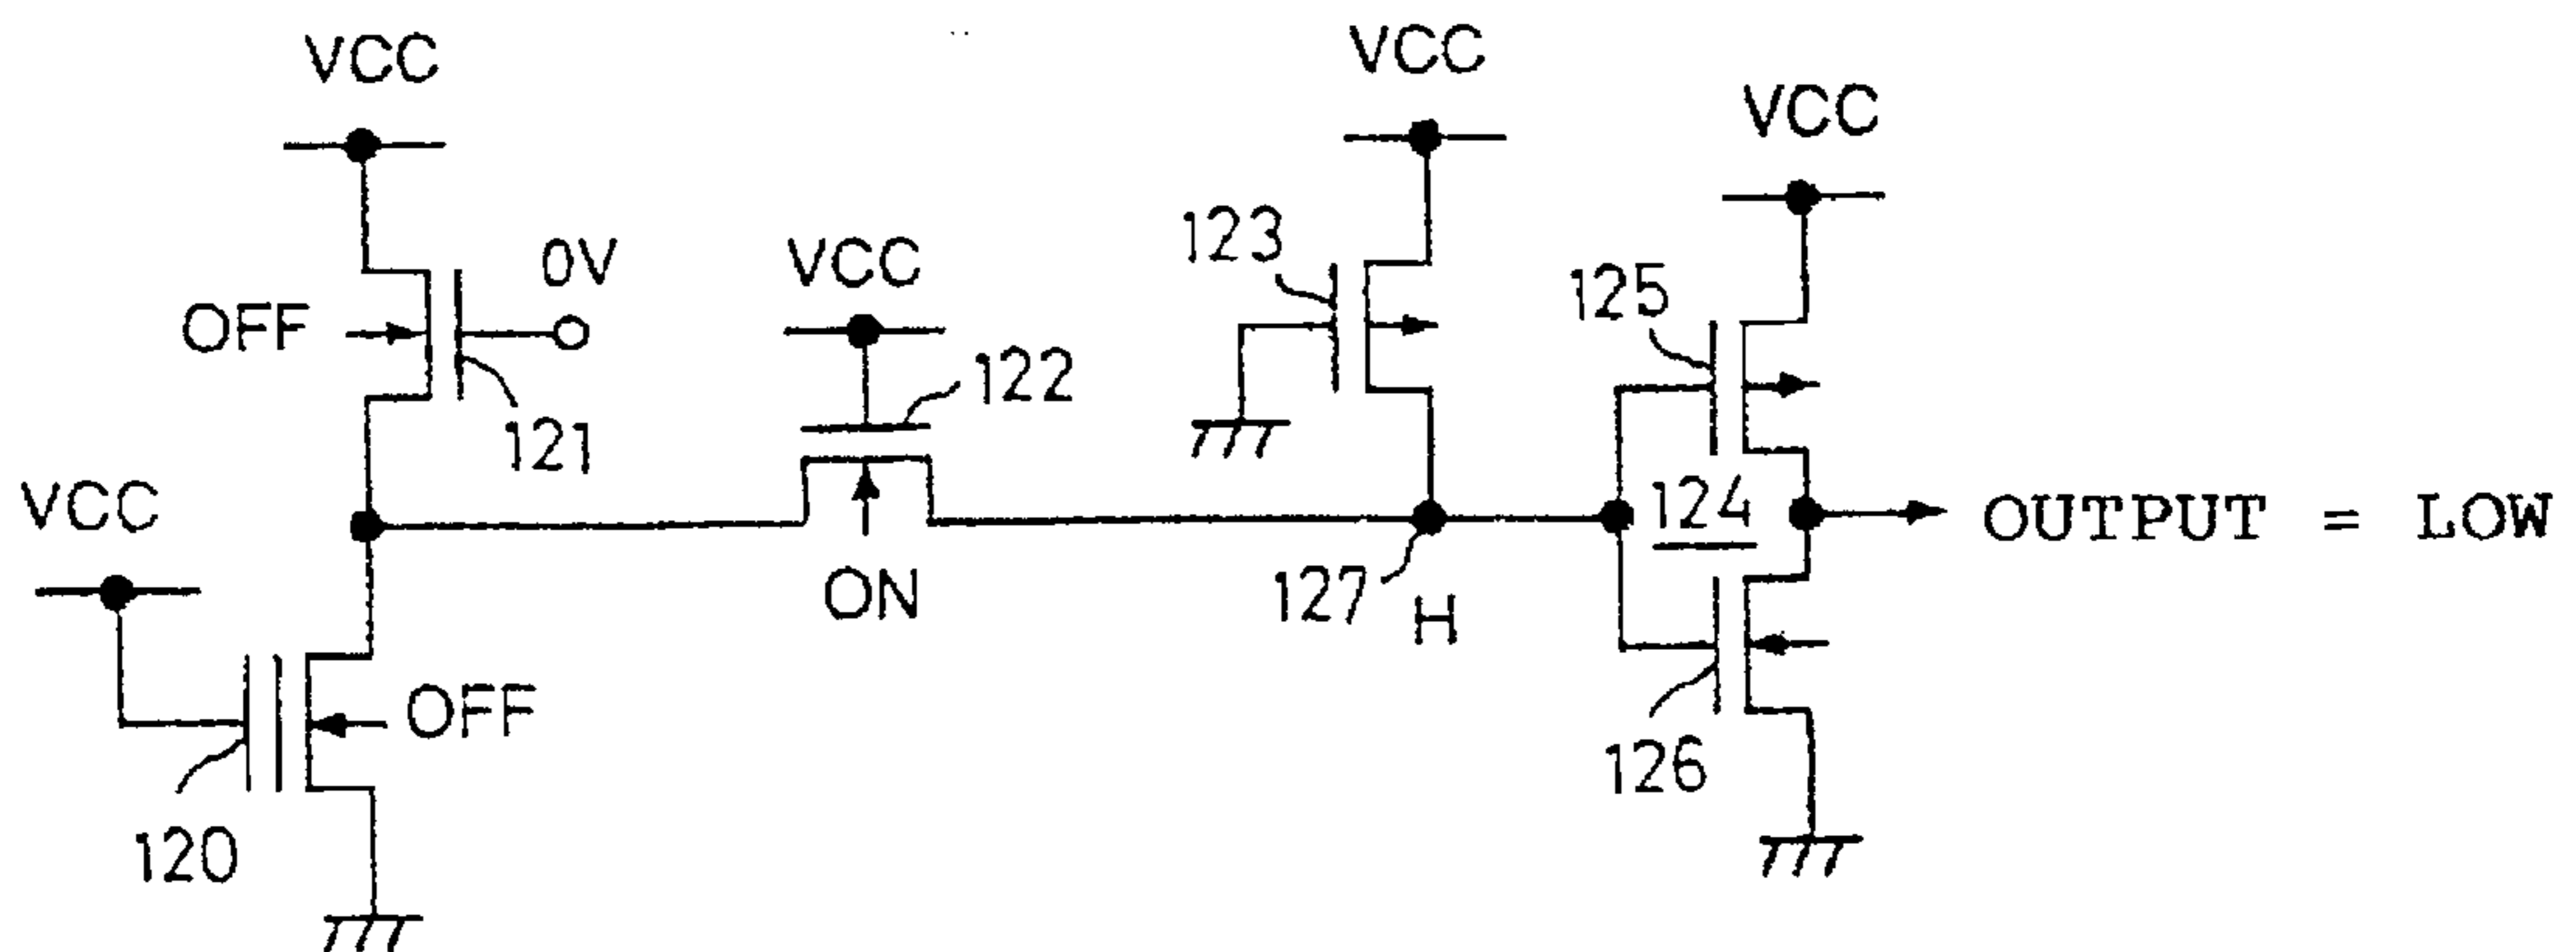 VCC
VCC
VCC
123
0V
VCC
125
OFF
122
121
VCC
124
OUTPUT = LOW
ON
127
H
OFF
126
120